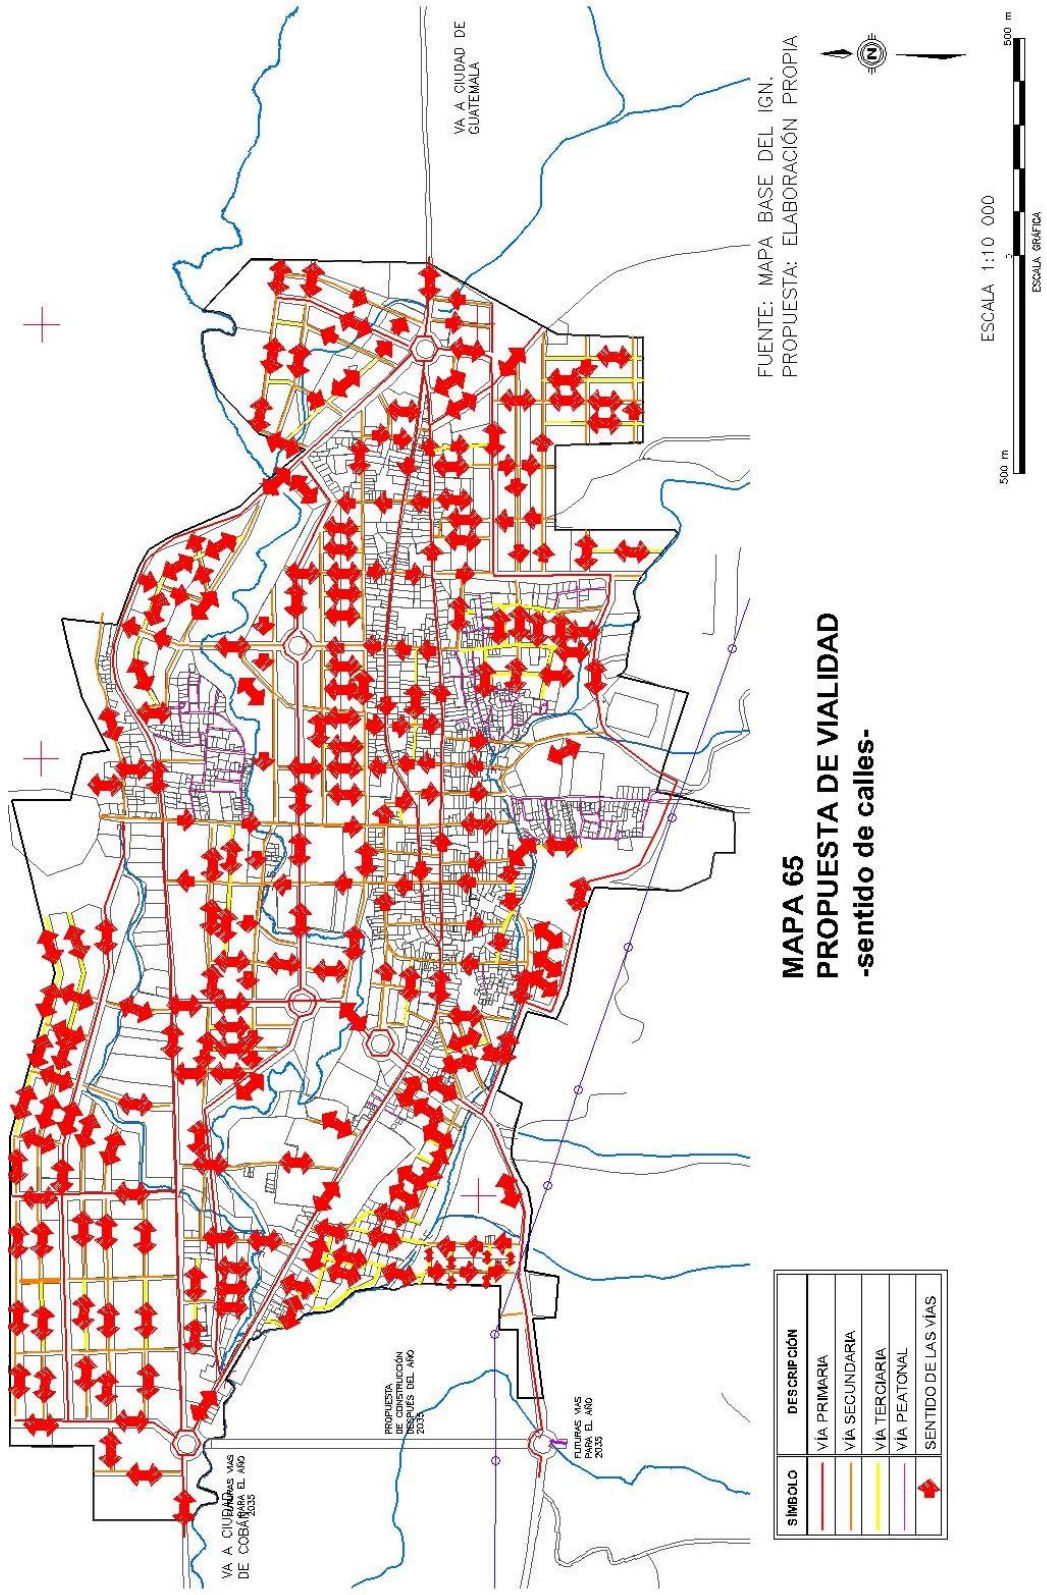 MAPA 65
PROPUESTA DE VIALIDAD
-sentido de calles-
FUENTE: MAPA BASE DEL IGN.
PROPUESTA: ELABORACIÓN PROPIA
N
ESCALA 1:10 000
500 m
500 m
ESCALA GRÁFICA
VA A CIUDAD DE
GUATEMALA
VA A CIUDAD
DE COBÁN
FUTURAS VIAS
PARA EL AÑO
2035
PROPUESTA
DE CONSTRUCCIÓN
DESPUÉS DEL AÑO
2035
FUTURAS VIAS
PARA EL AÑO
2035
SÍMBOLO DESCRIPCIÓN
VÍA PRIMARIA
VÍA SECUNDARIA
VÍA TERCIARIA
VÍA PEATONAL
SENTIDO DE LAS VÍAS